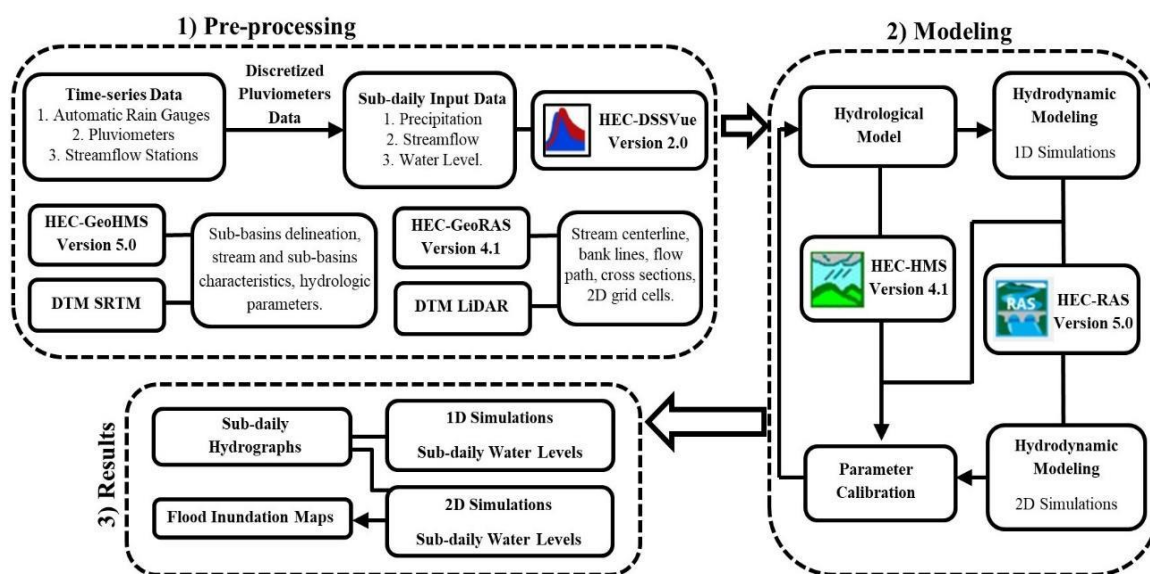 1) Pre-processing
Time-series Data
1. Automatic Rain Gauges
2. Pluviometers
3. Streamflow Stations
Discretized
Pluviometers
Data
Sub-daily Input Data
1. Precipitation
2. Streamflow
3. Water Level.
HEC-DSSVue
Version 2.0
HEC-GeoHMS
Version 5.0
DTM SRTM
Sub-basins delineation,
stream and sub-basins
characteristics, hydrologic
parameters.
HEC-GeoRAS
Version 4.1
DTM LiDAR
Stream centerline,
bank lines, flow
path, cross sections,
2D grid cells.
2) Modeling
Hydrological
Model
Hydrodynamic
Modeling
1D Simulations
HEC-HMS
Version 4.1
RAS
HEC-RAS
Version 5.0
Parameter
Calibration
Hydrodynamic
Modeling
2D Simulations
3) Results
Sub-daily
Hydrographs
Flood Inundation Maps
1D Simulations
Sub-daily Water Levels
2D Simulations
Sub-daily Water Levels